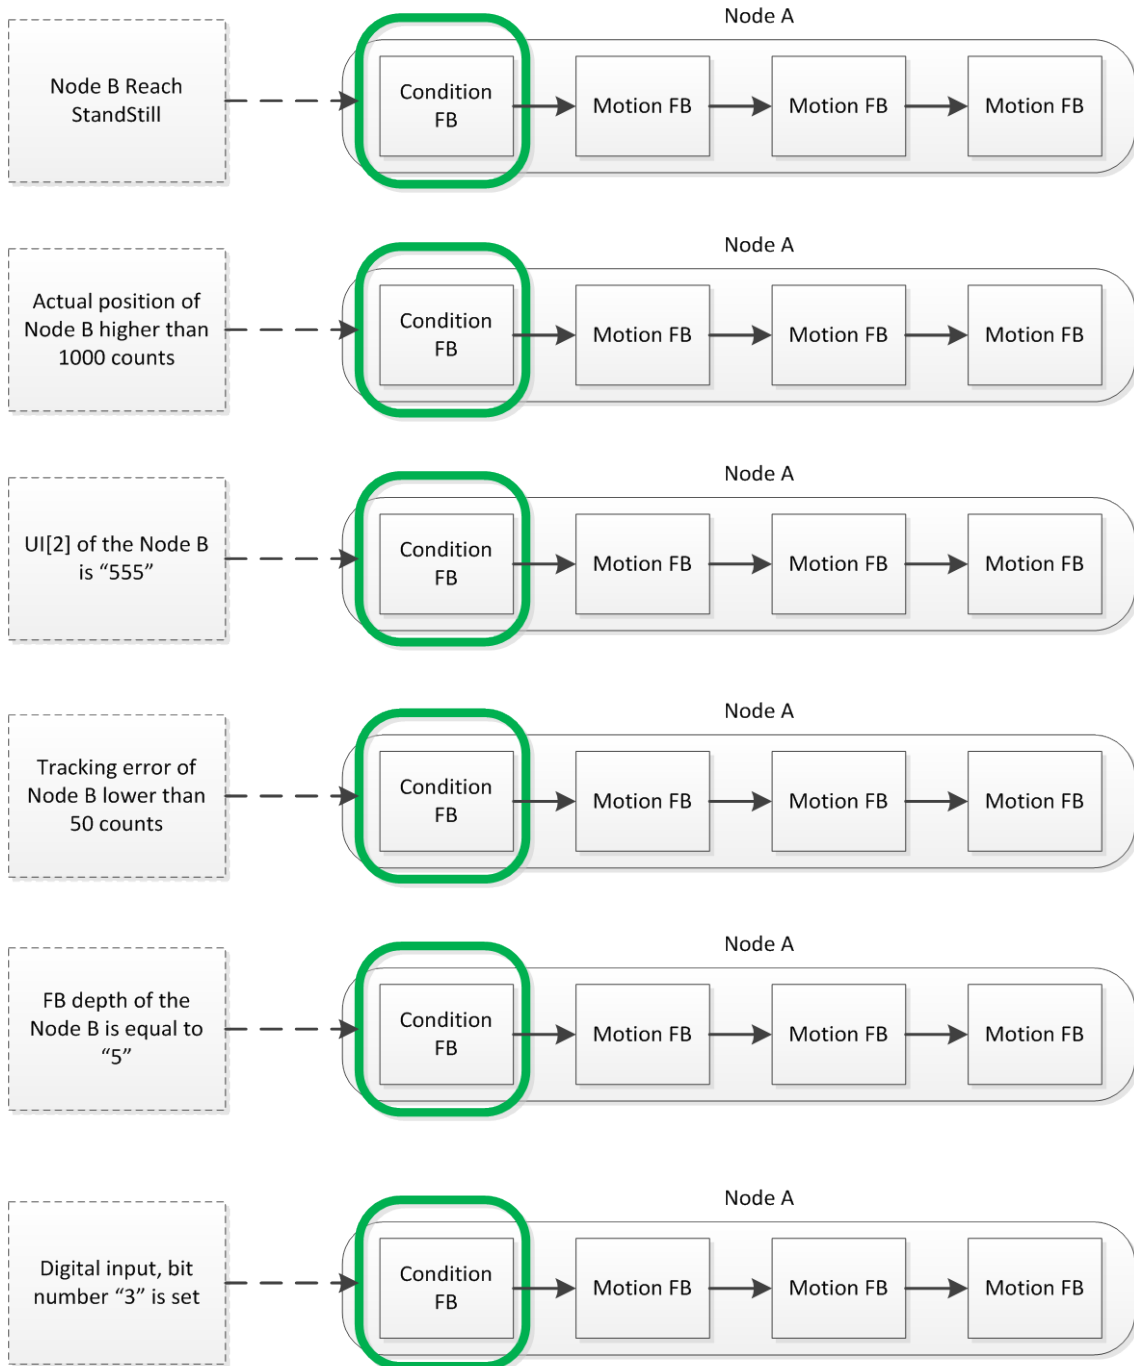 Node A
Node B Reach
StandStill
Condition
FB
Motion FB
Motion FB
Motion FB
Node A
Actual position of
Node B higher than
1000 counts
Condition
FB
Motion FB
Motion FB
Motion FB
Node A
UI[2] of the Node B
is “555”
Condition
FB
Motion FB
Motion FB
Motion FB
Node A
Tracking error of
Node B lower than
50 counts
Condition
FB
Motion FB
Motion FB
Motion FB
Node A
FB depth of the
Node B is equal to
“5”
Condition
FB
Motion FB
Motion FB
Motion FB
Node A
Digital input, bit
number “3” is set
Condition
FB
Motion FB
Motion FB
Motion FB